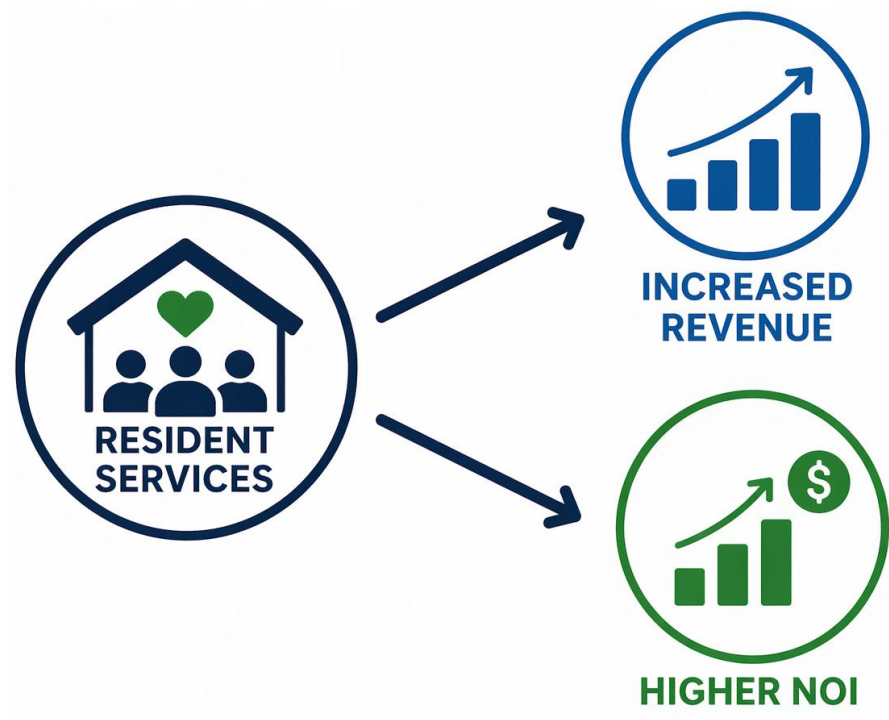 RESIDENT
SERVICES
INCREASED
REVENUE
$
HIGHER NOI